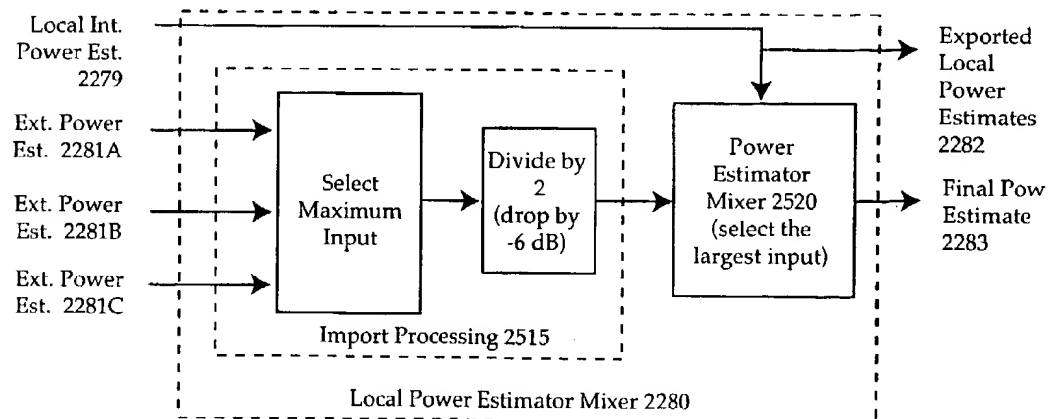 Local Int.
Power Est.
2279
Ext. Power
Est. 2281A
Ext. Power
Est. 2281B
Ext. Power
Est. 2281C
Select
Maximum
Input
Divide by
2
(drop by
-6 dB)
Import Processing 2515
Power
Estimator
Mixer 2520
(select the
largest input)
Local Power Estimator Mixer 2280
Exported
Local
Power
Estimates
2282
Final Pow
Estimate
2283